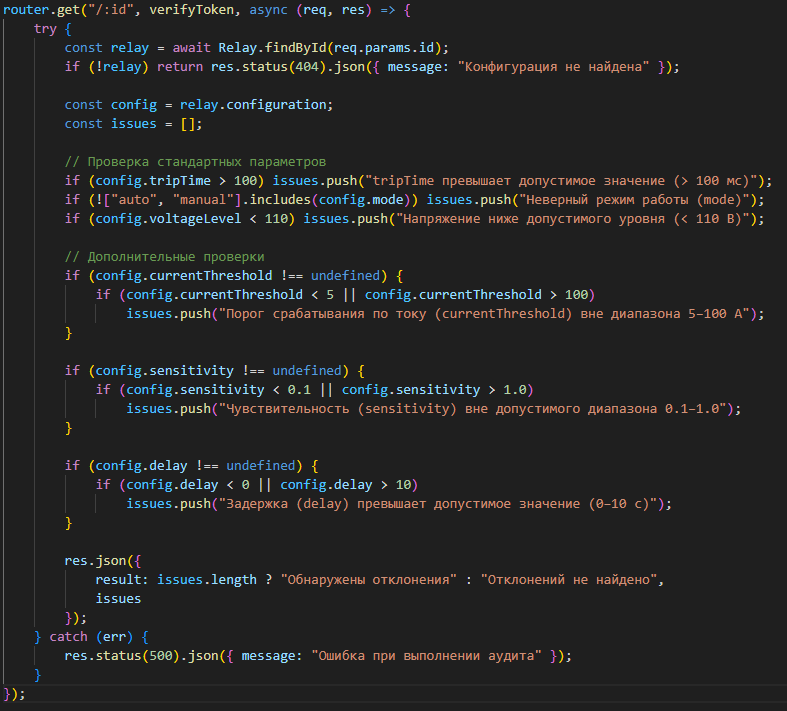 router.get("/:id", verifyToken, async (req, res) => {
    try {
        const relay = await Relay.findById(req.params.id);
        if (!relay) return res.status(404).json({ message: "Конфигурация не найдена" });

        const config = relay.configuration;
        const issues = [];

        // Проверка стандартных параметров
        if (config.tripTime > 100) issues.push("tripTime превышает допустимое значение (> 100 мс)");
        if (!["auto", "manual"].includes(config.mode)) issues.push("Неверный режим работы (mode)");
        if (config.voltageLevel < 110) issues.push("Напряжение ниже допустимого уровня (< 110 В)");

        // Дополнительные проверки
        if (config.currentThreshold !== undefined) {
            if (config.currentThreshold < 5 || config.currentThreshold > 100)
                issues.push("Порог срабатывания по току (currentThreshold) вне диапазона 5–100 А");
        }

        if (config.sensitivity !== undefined) {
            if (config.sensitivity < 0.1 || config.sensitivity > 1.0)
                issues.push("Чувствительность (sensitivity) вне допустимого диапазона 0.1–1.0");
        }

        if (config.delay !== undefined) {
            if (config.delay < 0 || config.delay > 10)
                issues.push("Задержка (delay) превышает допустимое значение (0–10 с)");
        }

        res.json({
            result: issues.length ? "Обнаружены отклонения" : "Отклонений не найдено",
            issues
        });
    } catch (err) {
        res.status(500).json({ message: "Ошибка при выполнении аудита" });
    }
});